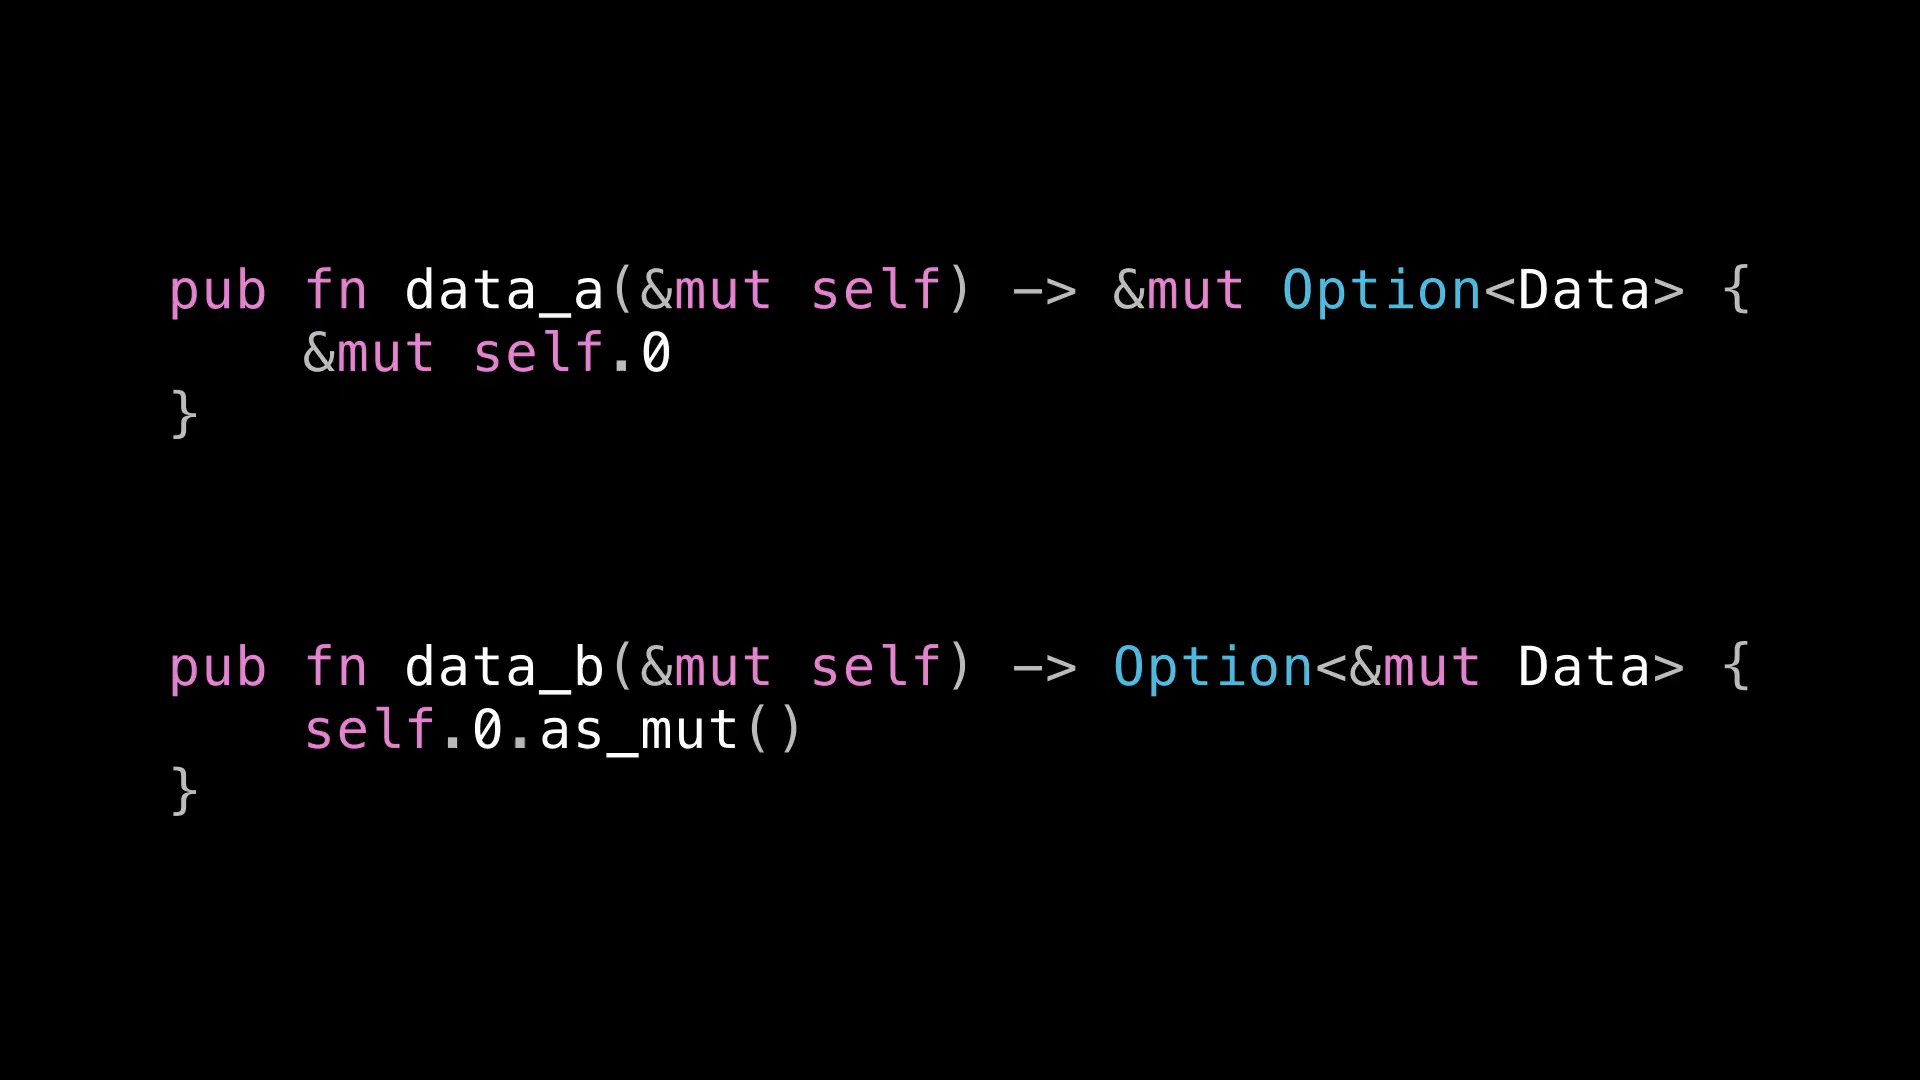 pub fn data_a(&mut self) -> &mut Option<Data> {
    &mut self.0
}
pub fn data_b(&mut self) -> Option<&mut Data> {
    self.0.as_mut()
}